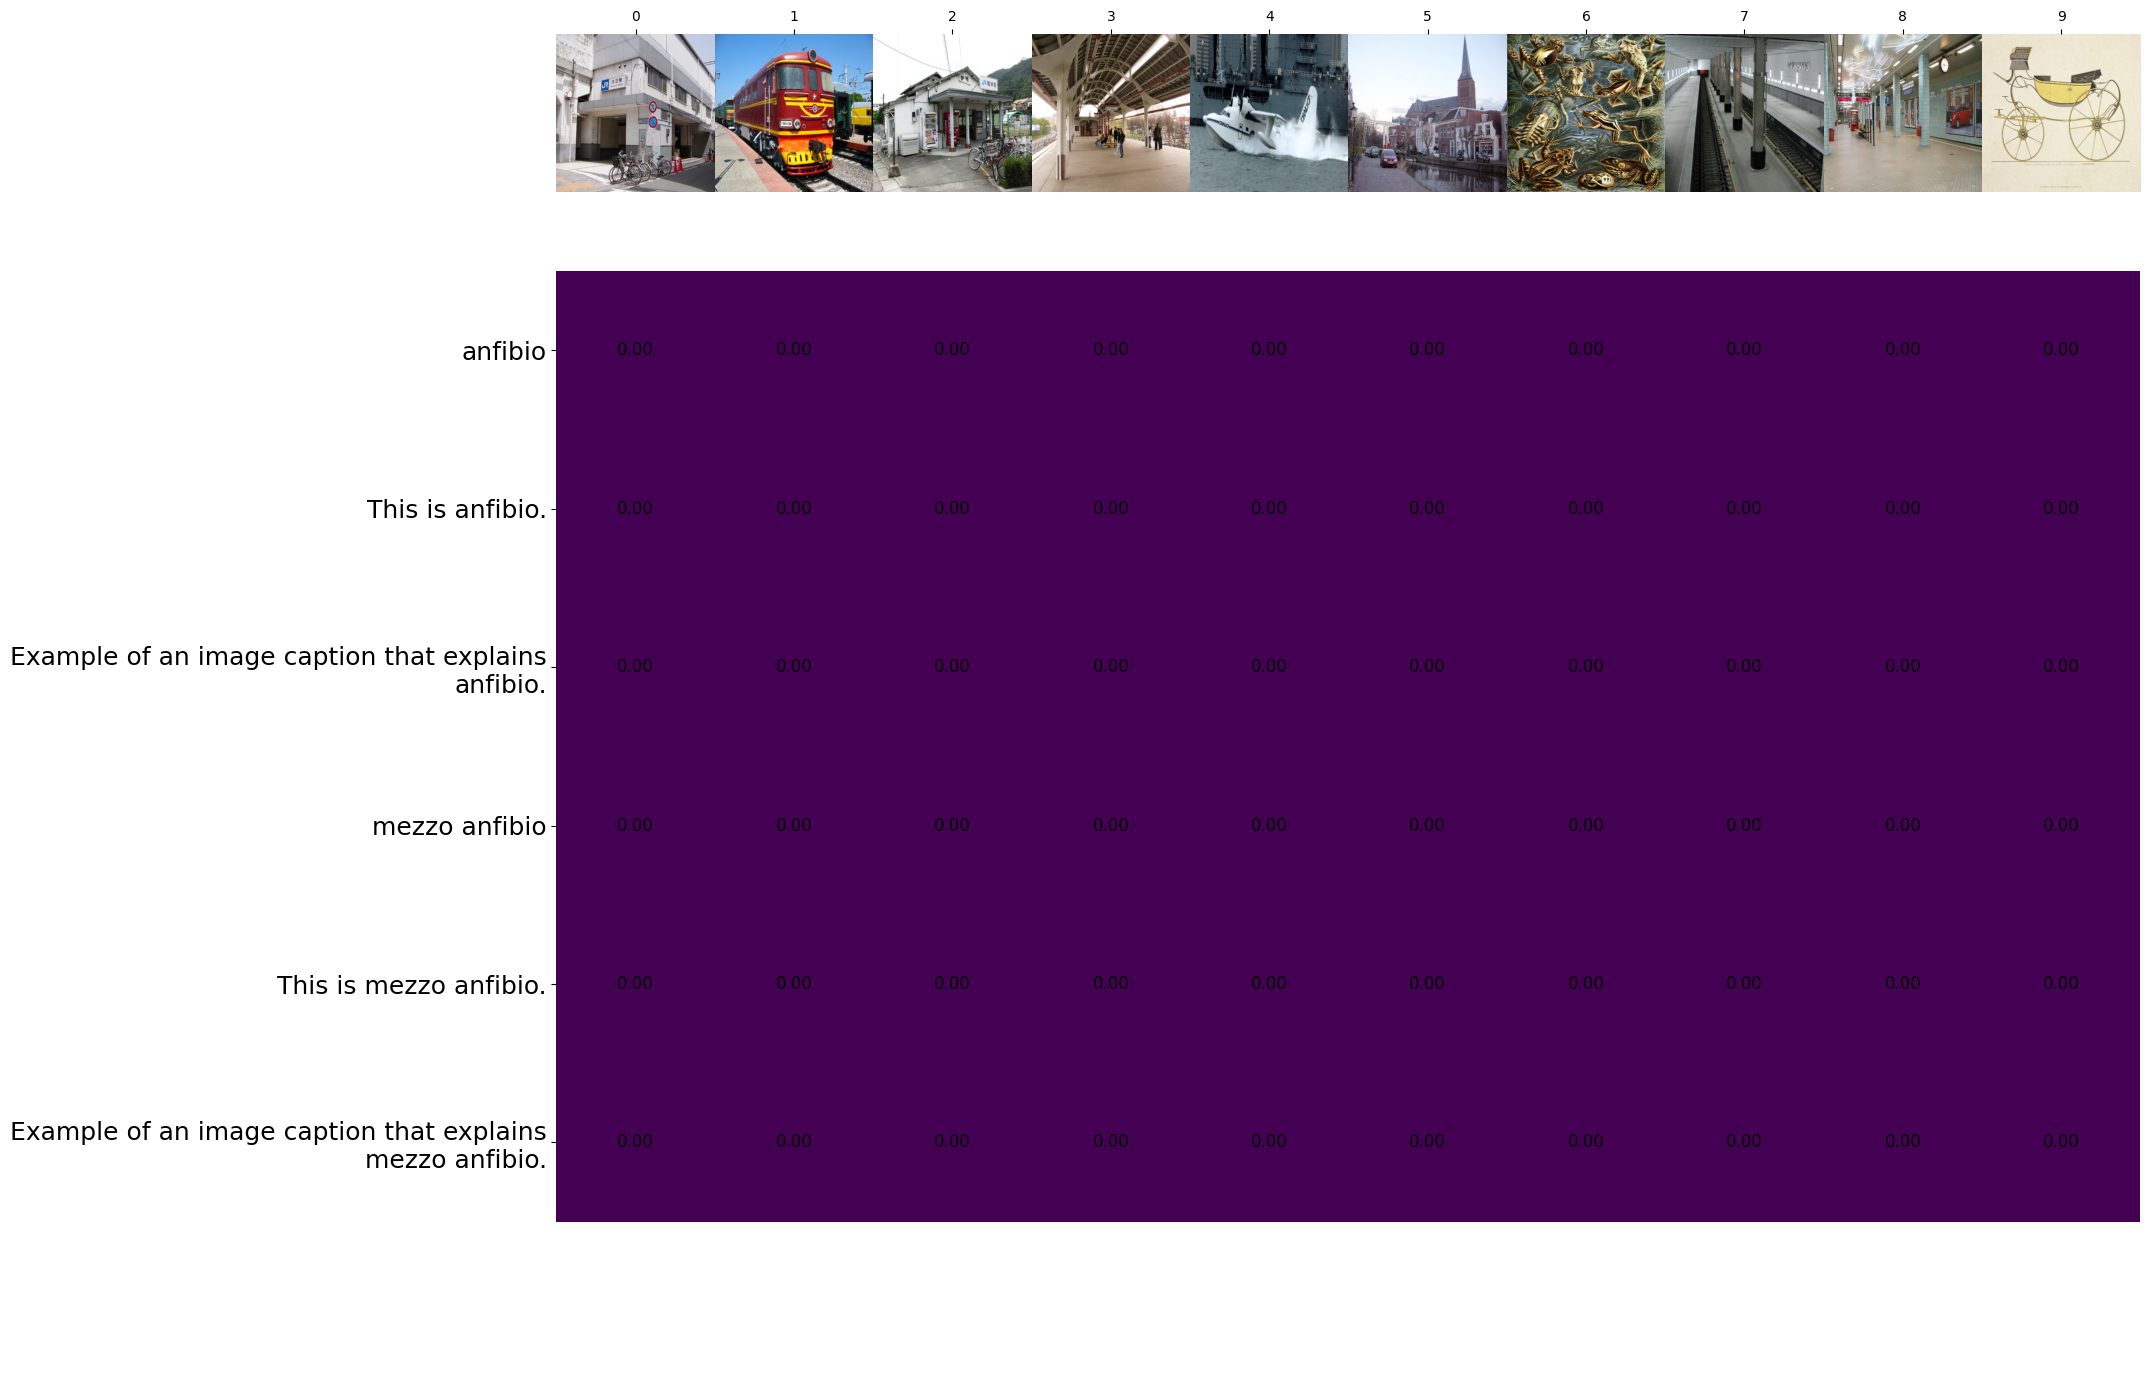 0 1 2 3 4 5 6 7 8 9
anfibio 0.00 0.00 0.00 0.00 0.00 0.00 0.00 0.00 0.00 0.00
This is anfibio. 0.00 0.00 0.00 0.00 0.00 0.00 0.00 0.00 0.00 0.00
Example of an image caption that explains
anfibio. 0.00 0.00 0.00 0.00 0.00 0.00 0.00 0.00 0.00 0.00
mezzo anfibio 0.00 0.00 0.00 0.00 0.00 0.00 0.00 0.00 0.00 0.00
This is mezzo anfibio. 0.00 0.00 0.00 0.00 0.00 0.00 0.00 0.00 0.00 0.00
Example of an image caption that explains
mezzo anfibio. 0.00 0.00 0.00 0.00 0.00 0.00 0.00 0.00 0.00 0.00